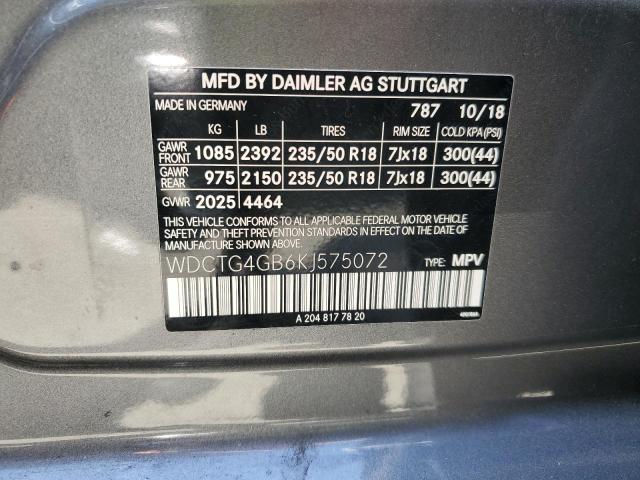 MFD BY DAIMLER AG STUTTGART
MADE IN GERMANY 787 10/18
KG LB TIRES RIM SIZE COLD KPA(PSI)
GAWR FRONT 1085 2392 235/50 R18 7Jx18 300(44)
GAWR REAR 975 2150 235/50 R18 7Jx18 300(44)
GVWR 2025 4464
THIS VEHICLE CONFORMS TO ALL APPLICABLE FEDERAL MOTOR VEHICLE
SAFETY AND THEFT PREVENTION STANDARDS IN EFFECT ON
THE DATE OF MANUFACTURE SHOWN ABOVE.
WDCTG4GB6KJ575072 TYPE: MPV
A 204 817 78 20